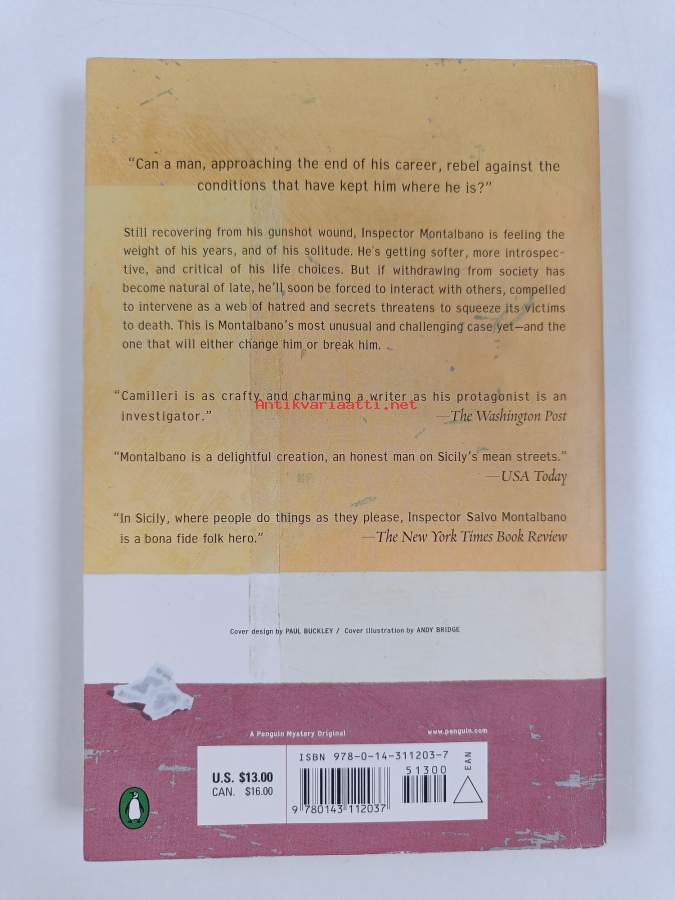 “Can a man, approaching the end of his career, rebel against the
conditions that have kept him where he is?”
Still recovering from his gunshot wound, Inspector Montalbano is feeling the
weight of his years, and of his solitude. He’s getting softer, more introspec-
tive, and critical of his life choices. But if withdrawing from society has
become natural of late, he’ll soon be forced to interact with others, compelled
to intervene as a web of hatred and secrets threatens to squeeze its victims
to death. This is Montalbano’s most unusual and challenging case yet—and the
one that will either change him or break him.
“Camilleri is as crafty and charming a writer as his protagonist is an
Antikvariaatti.net
investigator.” —The Washington Post
“Montalbano is a delightful creation, an honest man on Sicily’s mean streets.”
—USA Today
“In Sicily, where people do things as they please, Inspector Salvo Montalbano
is a bona fide folk hero.” —The New York Times Book Review
Cover design by PAUL BUCKLEY / Cover illustration by ANDY BRIDGE
A Penguin Mystery Original www.penguin.com
ISBN 978-0-14-311203-7
51300
EAN
U.S. $13.00
CAN. $16.00
9 780143 112037